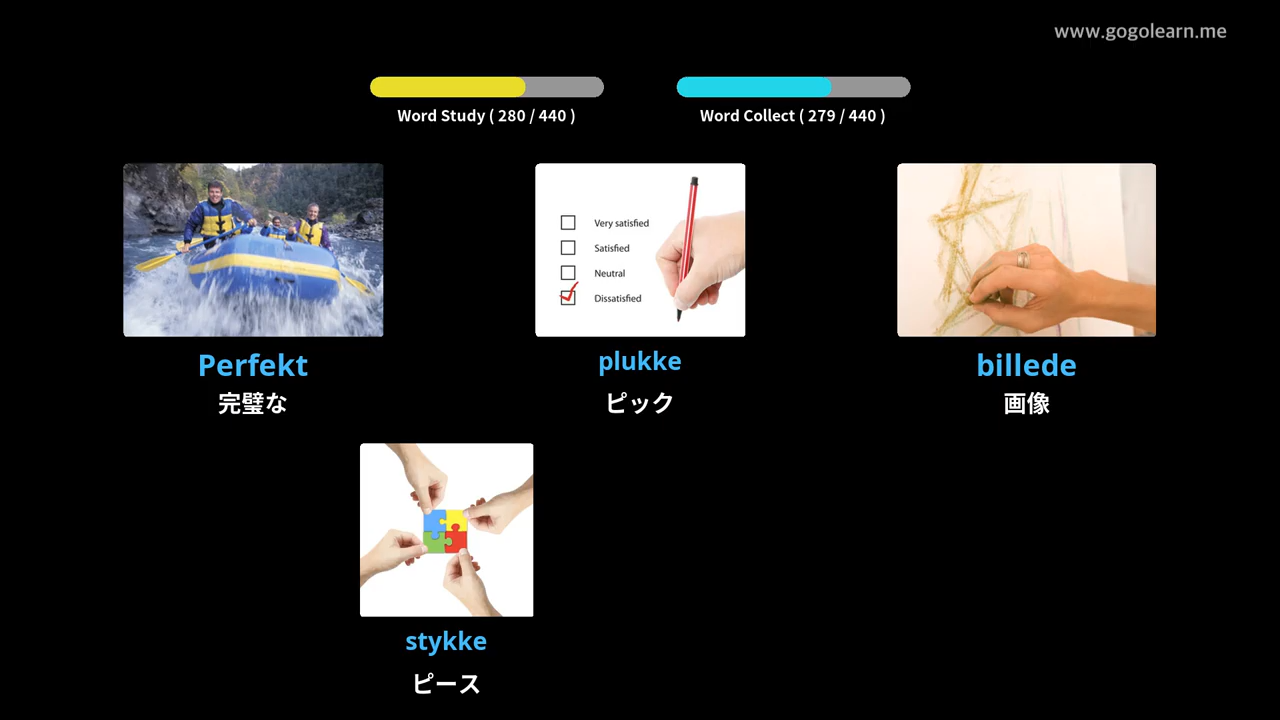 www.gogolearn.me
Word Study ( 280 / 440 )
Word Collect ( 279 / 440 )
Very satisfied
Satisfied
Neutral
Dissatisfied
Perfekt
完璧な
plukke
ピック
billede
画像
stykke
ピース